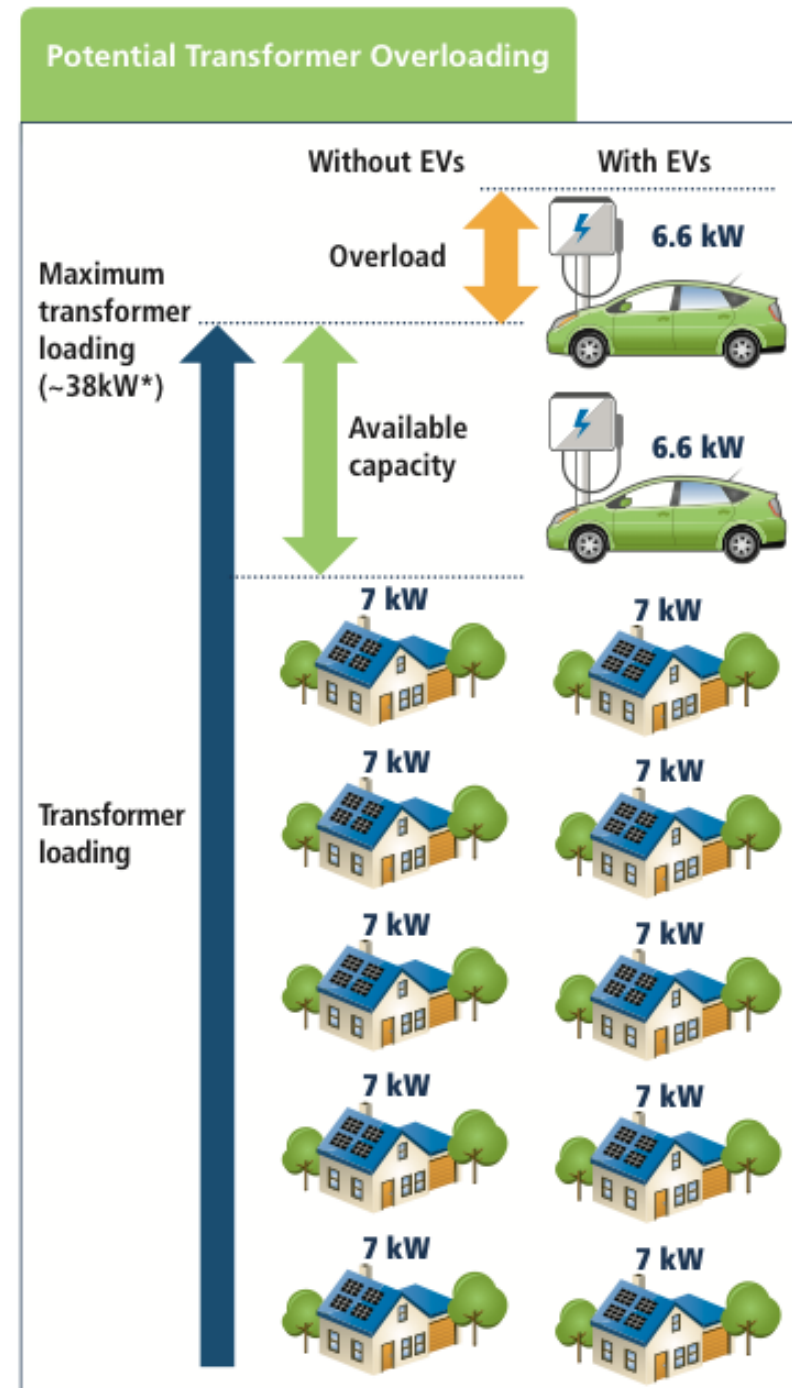 Potential Transformer Overloading
Without EVs
With EVs
Overload
6.6 kW
Maximum
transformer
loading
(~38kW*)
Available
capacity
6.6 kW
7 kW
7 kW
7 kW
7 kW
Transformer
loading
7 kW
7 kW
7 kW
7 kW
7 kW
7 kW